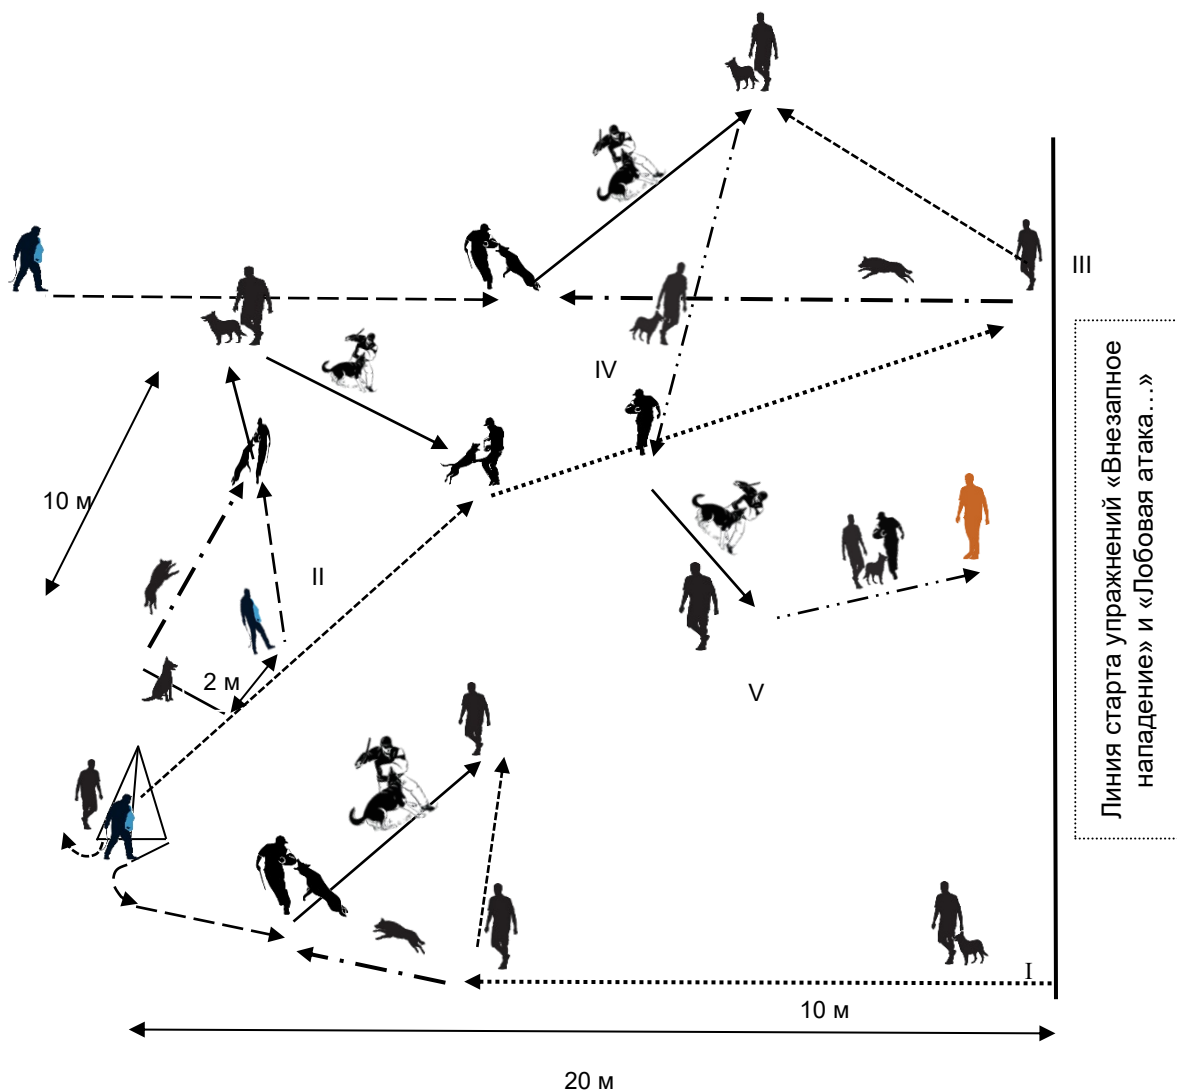 III
Линия старта упражнений «Внезапное
нападение» и «Лобовая атака…»
IV
10 м
II
2 м
V
I
10 м
20 м